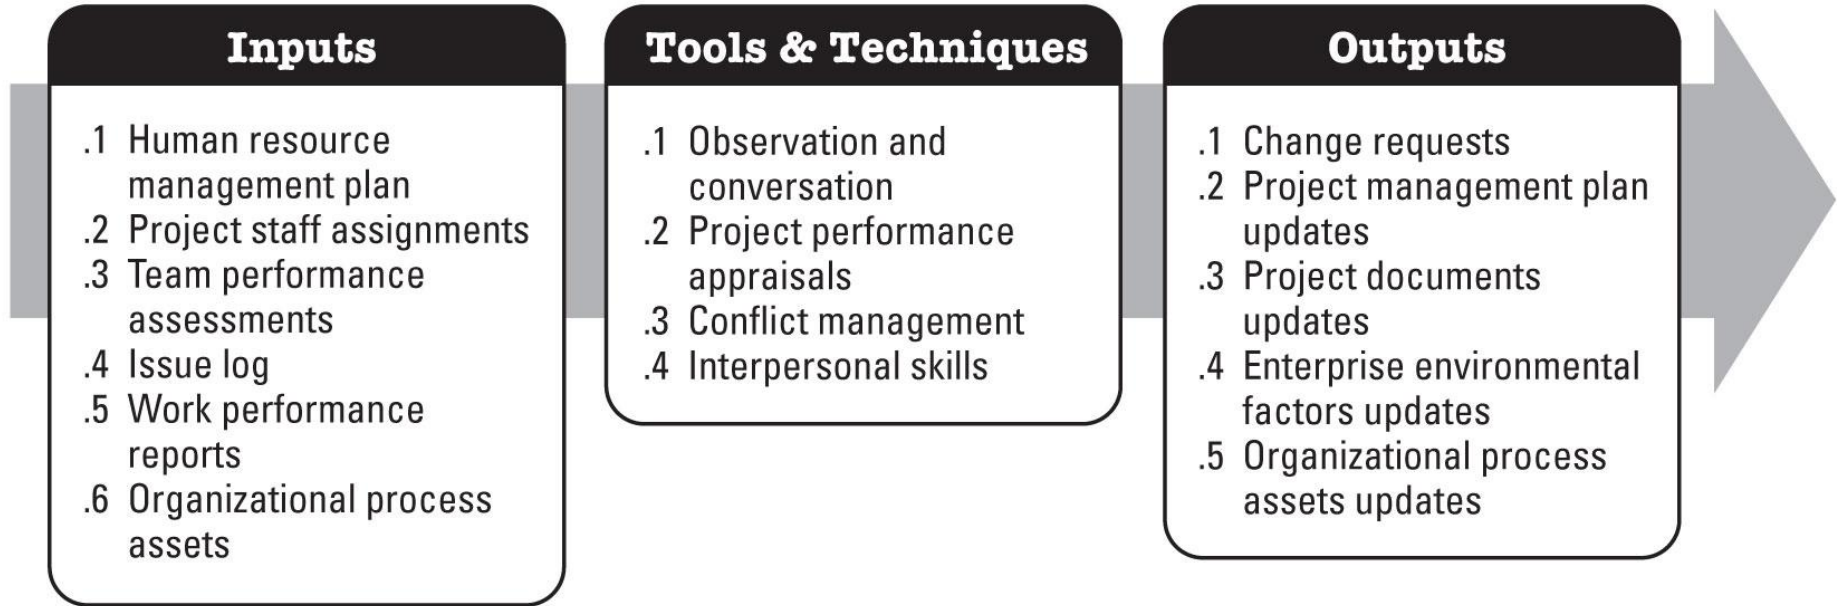 Inputs
.1 Human resource
management plan
.2 Project staff assignments
.3 Team performance
assessments
.4 Issue log
.5 Work performance
reports
.6 Organizational process
assets
Tools & Techniques
.1 Observation and
conversation
.2 Project performance
appraisals
.3 Conflict management
.4 Interpersonal skills
Outputs
.1 Change requests
.2 Project management plan
updates
.3 Project documents
updates
.4 Enterprise environmental
factors updates
.5 Organizational process
assets updates